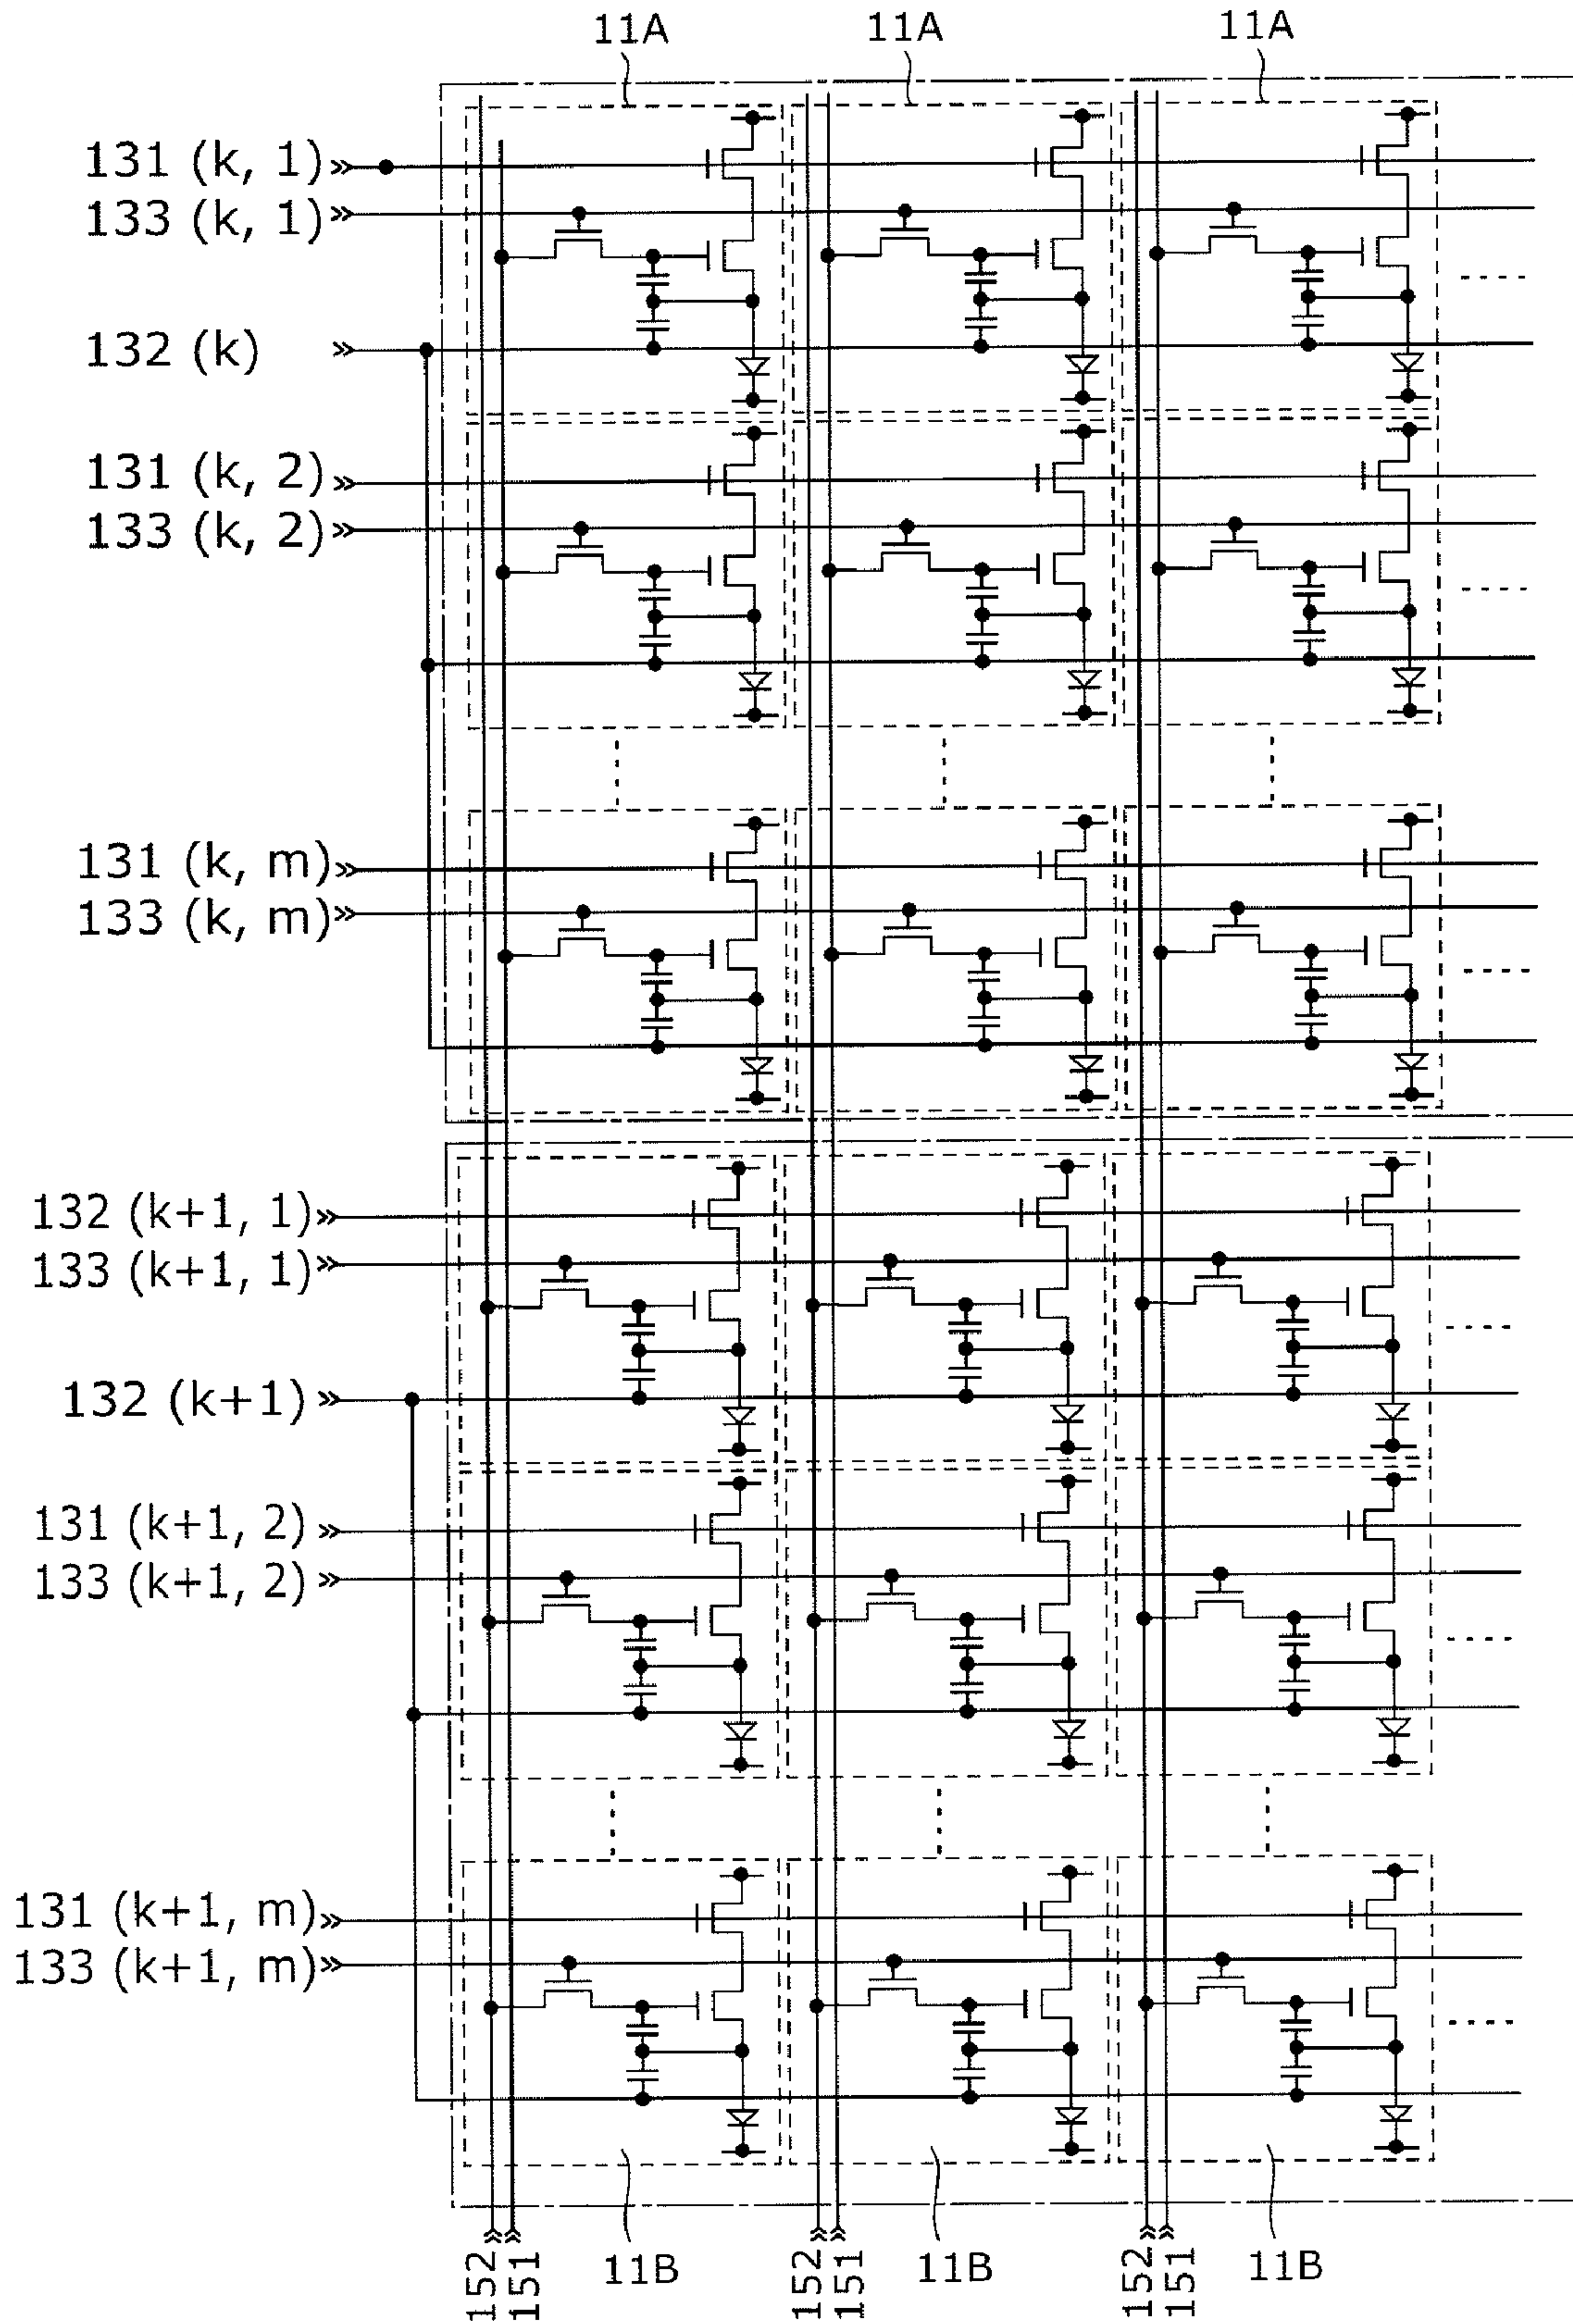 11A 11A 11A
131 (k, 1)
133 (k, 1)
132 (k)
131 (k, 2)
133 (k, 2)
131 (k, m)
133 (k, m)
132 (k+1, 1)
133 (k+1, 1)
132 (k+1)
131 (k+1, 2)
133 (k+1, 2)
131 (k+1, m)
133 (k+1, m)
152 151 11B 152 151 11B 152 151 11B